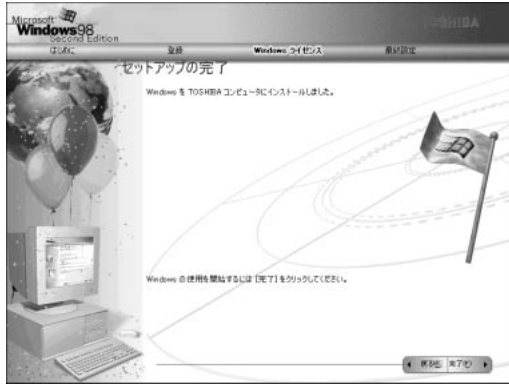 Microsoft
Windows98
Second Edition
TOSHIBA
はじめに 登録 Windows ライセンス 最終設定
セットアップの完了
Windows を TOSHIBA コンピュータにインストールしました。
Windows の使用を開始するには [完了] をクリックしてください。
戻る(B) 完了(F)